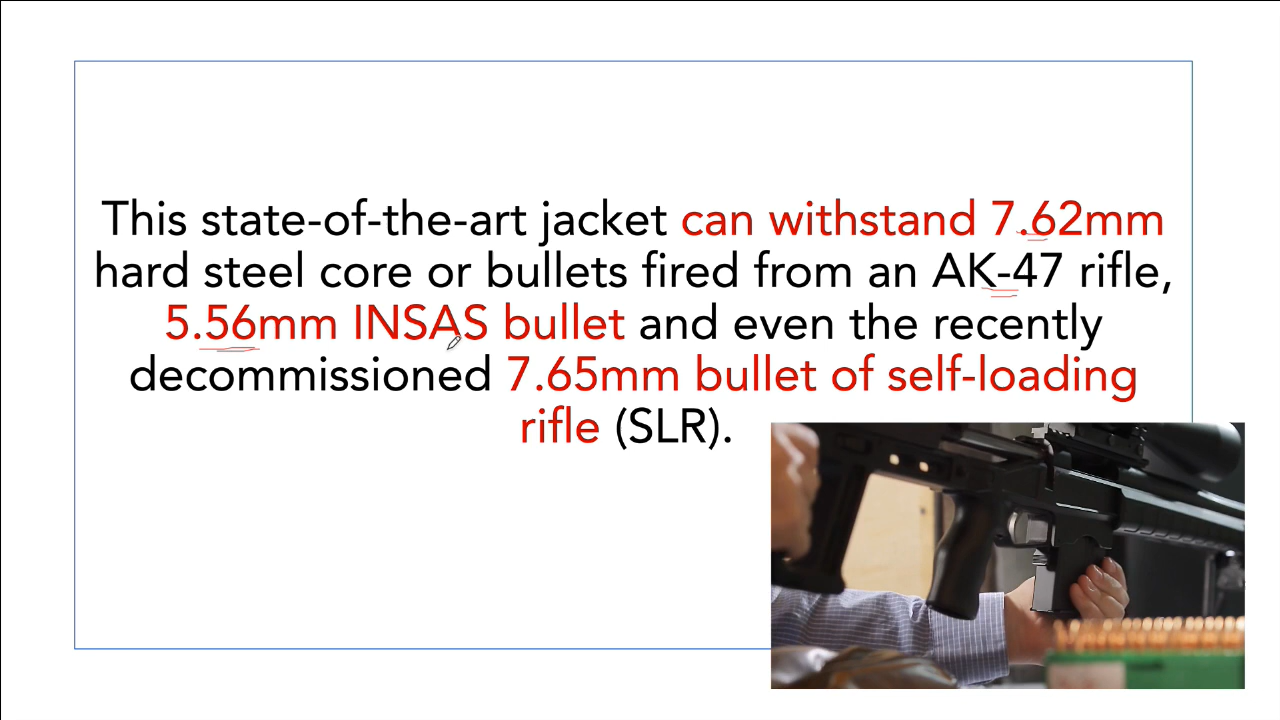 This state-of-the-art jacket can withstand 7.62mm
hard steel core or bullets fired from an AK-47 rifle,
5.56mm INSAS bullet and even the recently
decommissioned 7.65mm bullet of self-loading
rifle (SLR).